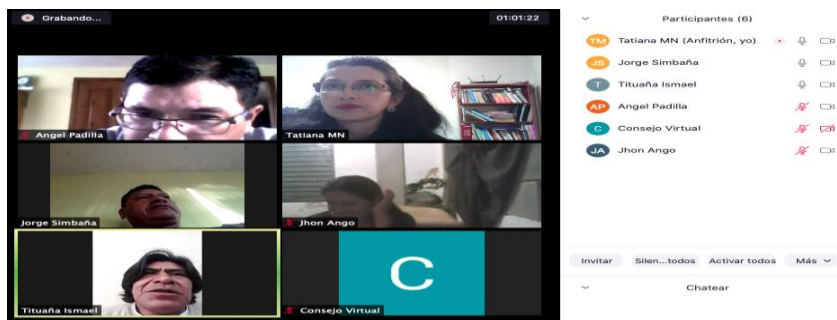 Grabando...
01:01:22
Angel Padilla
Tatiana MN
Jorge Simbaña
Jhon Ango
Tituaña Ismael
C
Consejo Virtual
Participantes (6)
TM Tatiana MN (Anfitrión, yo)
JS Jorge Simbaña
T Tituaña Ismael
AP Angel Padilla
C Consejo Virtual
JA Jhon Ango
Invitar Silen...todos Activar todos Más
Chatear